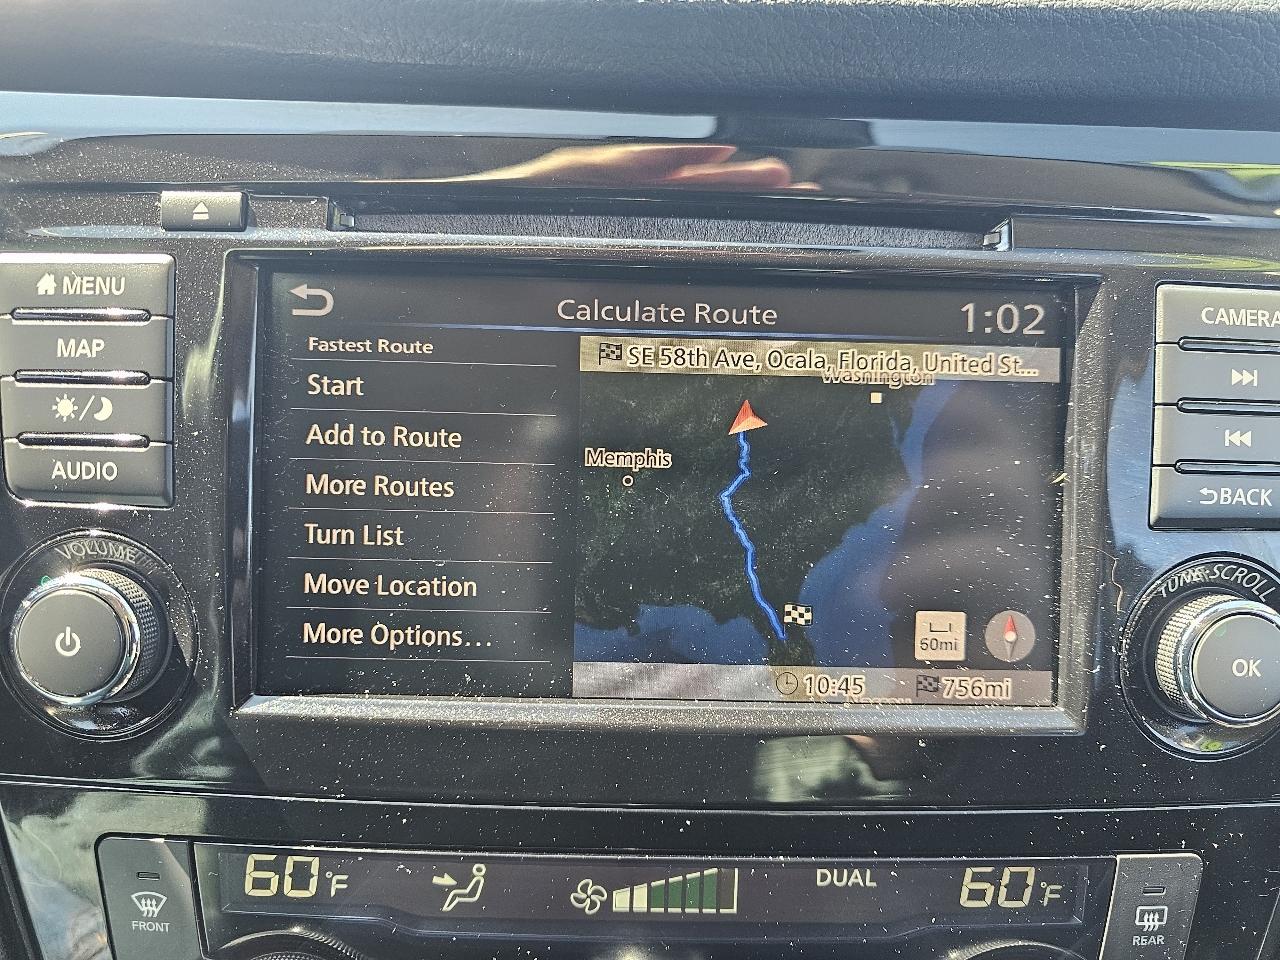 MENU
MAP
AUDIO
VOLUME
Calculate Route
1:02
Fastest Route
Start
Add to Route
More Routes
Turn List
Move Location
More Options...
SE 58th Ave, Ocala, Florida, United St...
Washington
Memphis
50mi
10:45
756mi
CAMERA
BACK
TUNE·SCROLL
OK
60°F
DUAL
60°F
FRONT
REAR